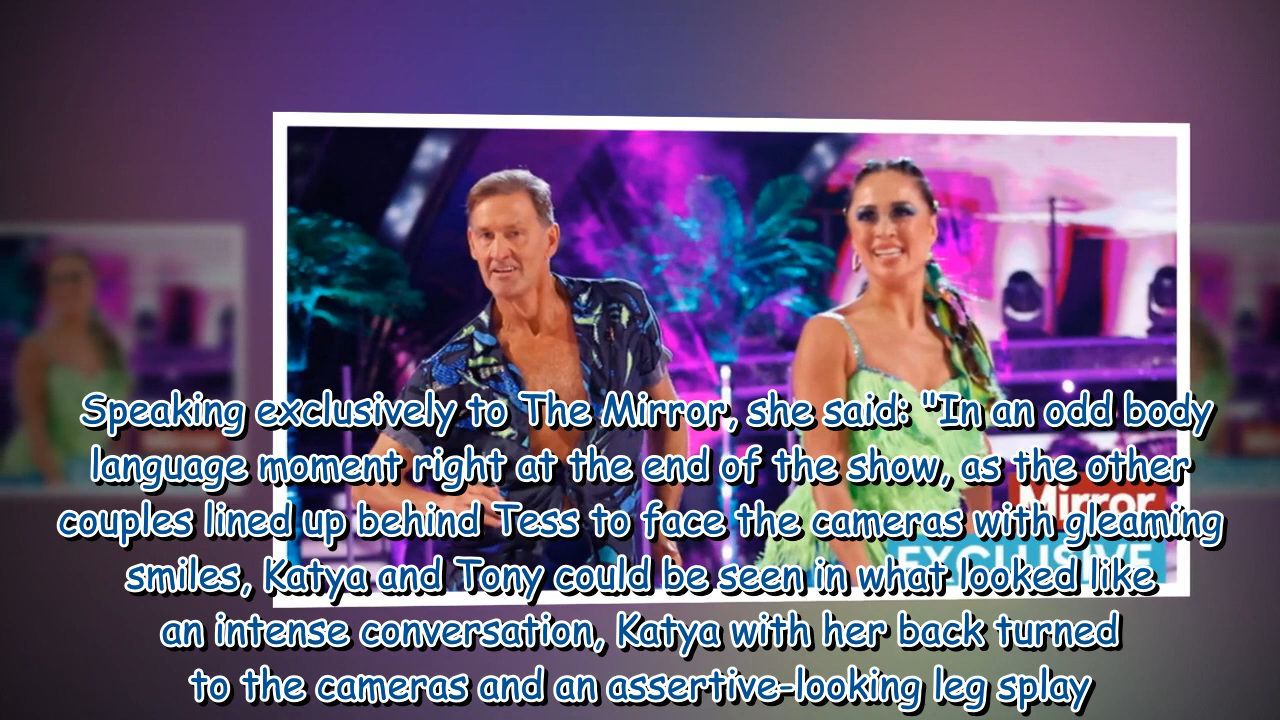 Speaking exclusively to The Mirror, she said: "In an odd body
language moment right at the end of the show, as the other
couples lined up behind Tess to face the cameras with gleaming
smiles, Katya and Tony could be seen in what looked like
an intense conversation, Katya with her back turned
to the cameras and an assertive-looking leg splay
Mirror
EXCLUSIVE